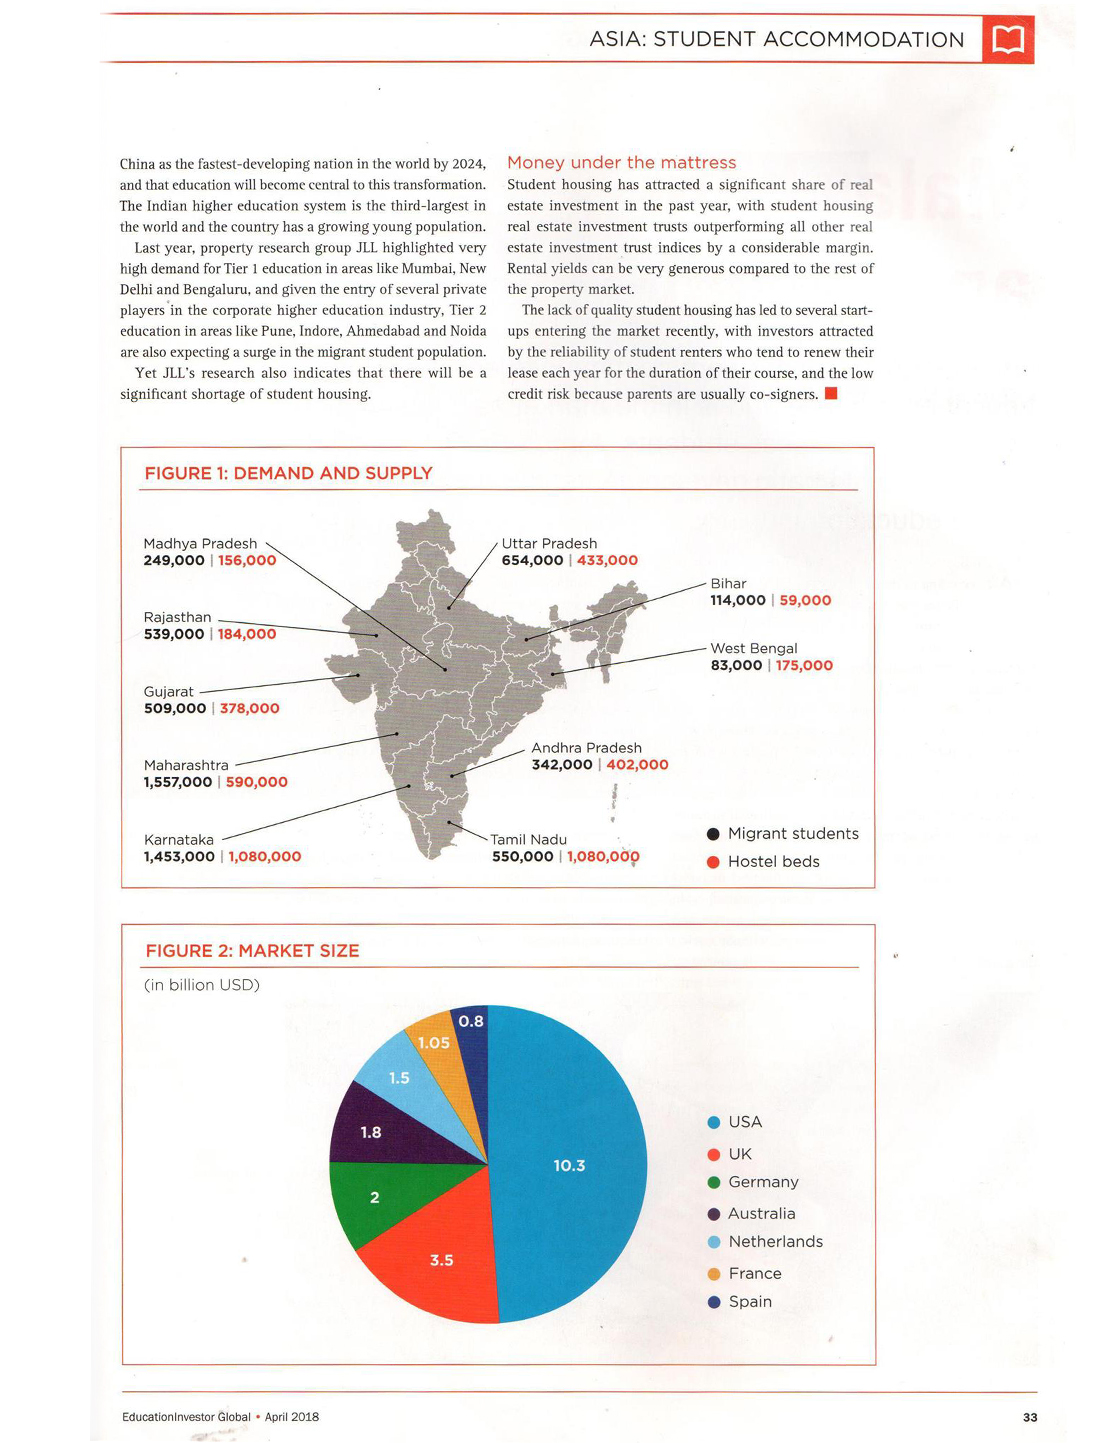 ASIA: STUDENT ACCOMMODATION
China as the fastest-developing nation in the world by 2024,
and that education will become central to this transformation.
The Indian higher education system is the third-largest in
the world and the country has a growing young population.
Last year, property research group JLL highlighted very
high demand for Tier 1 education in areas like Mumbai, New
Delhi and Bengaluru, and given the entry of several private
players in the corporate higher education industry, Tier 2
education in areas like Pune, Indore, Ahmedabad and Noida
are also expecting a surge in the migrant student population.
Yet JLL's research also indicates that there will be a
significant shortage of student housing.
Money under the mattress
Student housing has attracted a significant share of real
estate investment in the past year, with student housing
real estate investment trusts outperforming all other real
estate investment trust indices by a considerable margin.
Rental yields can be very generous compared to the rest of
the property market.
The lack of quality student housing has led to several start-
ups entering the market recently, with investors attracted
by the reliability of student renters who tend to renew their
lease each year for the duration of their course, and the low
credit risk because parents are usually co-signers.
FIGURE 1: DEMAND AND SUPPLY
Madhya Pradesh
249,000 | 156,000
Rajasthan
539,000 | 184,000
Gujarat
509,000 | 378,000
Maharashtra
1,557,000 | 590,000
Karnataka
1,453,000 | 1,080,000
Uttar Pradesh
654,000 | 433,000
Bihar
114,000 | 59,000
West Bengal
83,000 | 175,000
Andhra Pradesh
342,000 | 402,000
Tamil Nadu
550,000 | 1,080,000
Migrant students
Hostel beds
FIGURE 2: MARKET SIZE
(in billion USD)
0.8
1.05
1.5
1.8
2
3.5
10.3
USA
UK
Germany
Australia
Netherlands
France
Spain
EducationInvestor Global • April 2018
33